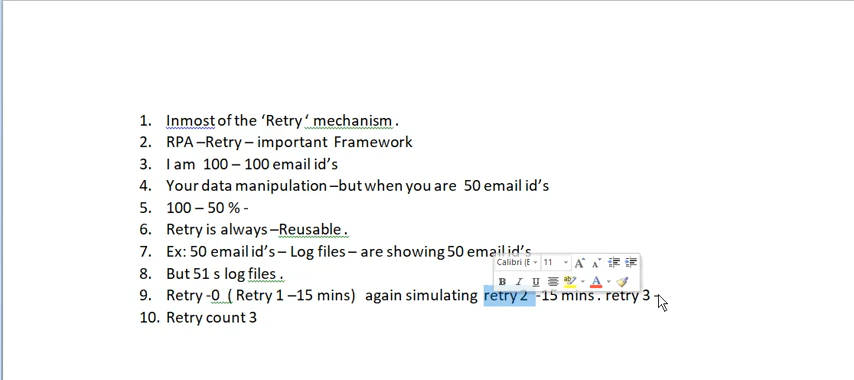 1. Inmost of the ‘Retry ‘ mechanism .
2. RPA –Retry – important Framework
3. I am 100 – 100 email id’s
4. Your data manipulation –but when you are 50 email id’s
5. 100 – 50 % -
6. Retry is always –Reusable .
7. Ex: 50 email id’s – Log files – are showing 50 email id’s
Calibri (E 11 A A
8. But 51 s log files .
B I U ab A
9. Retry -0 ( Retry 1 –15 mins) again simulating retry 2 -15 mins . retry 3 -
10. Retry count 3